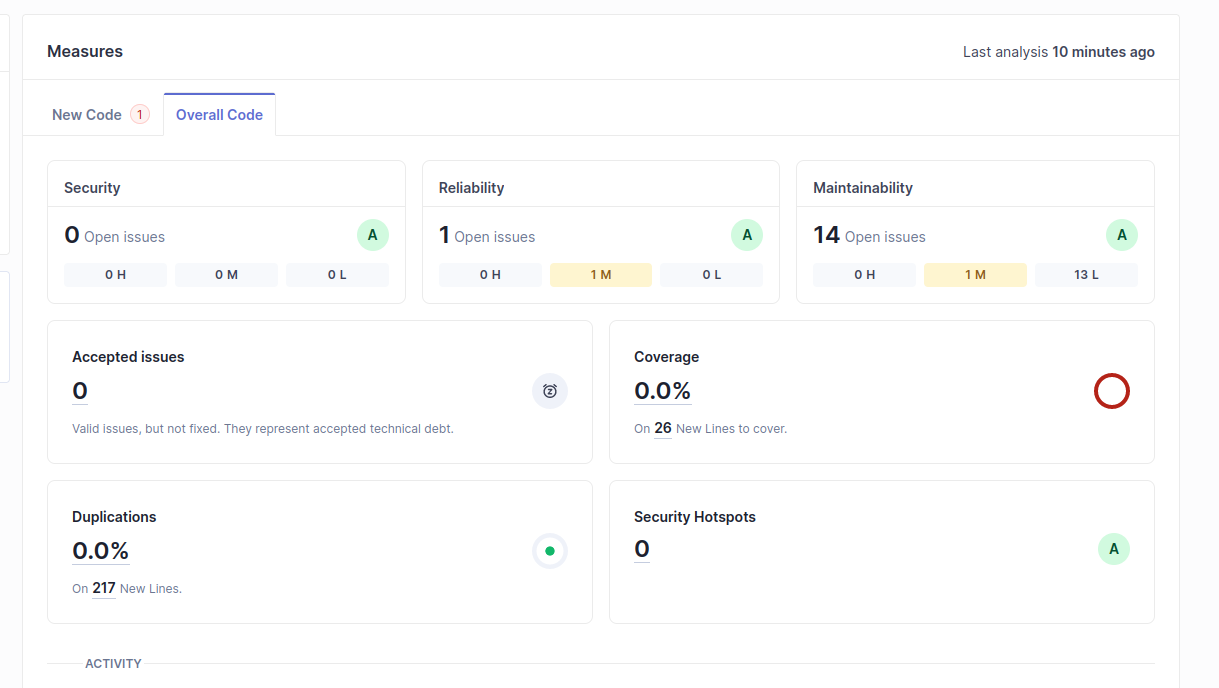 Measures
Last analysis 10 minutes ago
New Code 1
Overall Code
Security
0 Open issues
A
0 H
0 M
0 L
Reliability
1 Open issues
A
0 H
1 M
0 L
Maintainability
14 Open issues
A
0 H
1 M
13 L
Accepted issues
0
z
Valid issues, but not fixed. They represent accepted technical debt.
Coverage
0.0%
On 26 New Lines to cover.
Duplications
0.0%
On 217 New Lines.
Security Hotspots
0
A
ACTIVITY